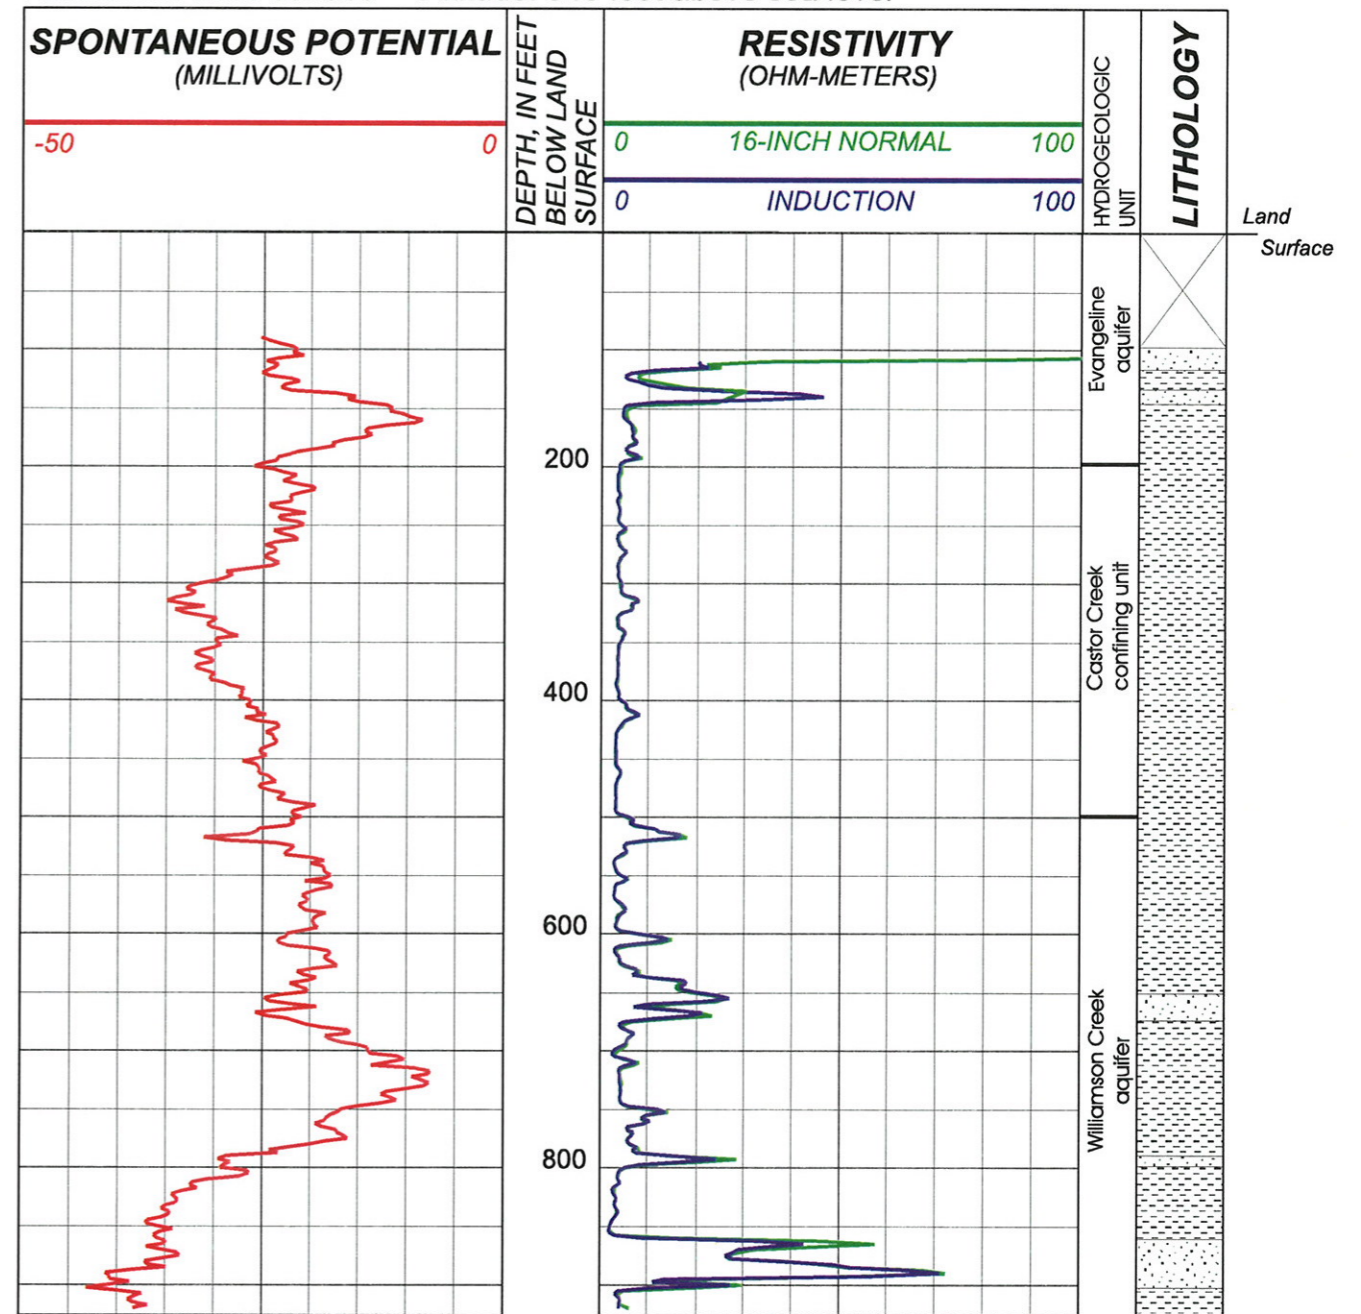 SPONTANEOUS POTENTIAL
(MILLIVOLTS)
-50
0
DEPTH, IN FEET
BELOW LAND
SURFACE
RESISTIVITY
(OHM-METERS)
0
16-INCH NORMAL
100
0
INDUCTION
100
HYDROGEOLOGIC
UNIT
LITHOLOGY
Land
Surface
Evangeline
aquifer
200
Castor Creek
confining unit
400
600
Williamson Creek
aquifer
800